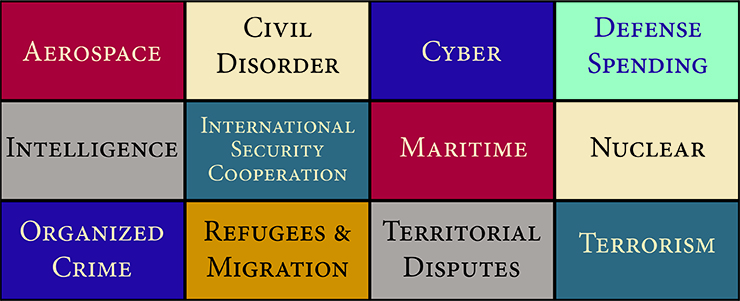 Aerospace
Civil
Disorder
Cyber
Defense
Spending
Intelligence
International
Security
Cooperation
Maritime
Nuclear
Organized
Crime
Refugees &
Migration
Territorial
Disputes
Terrorism